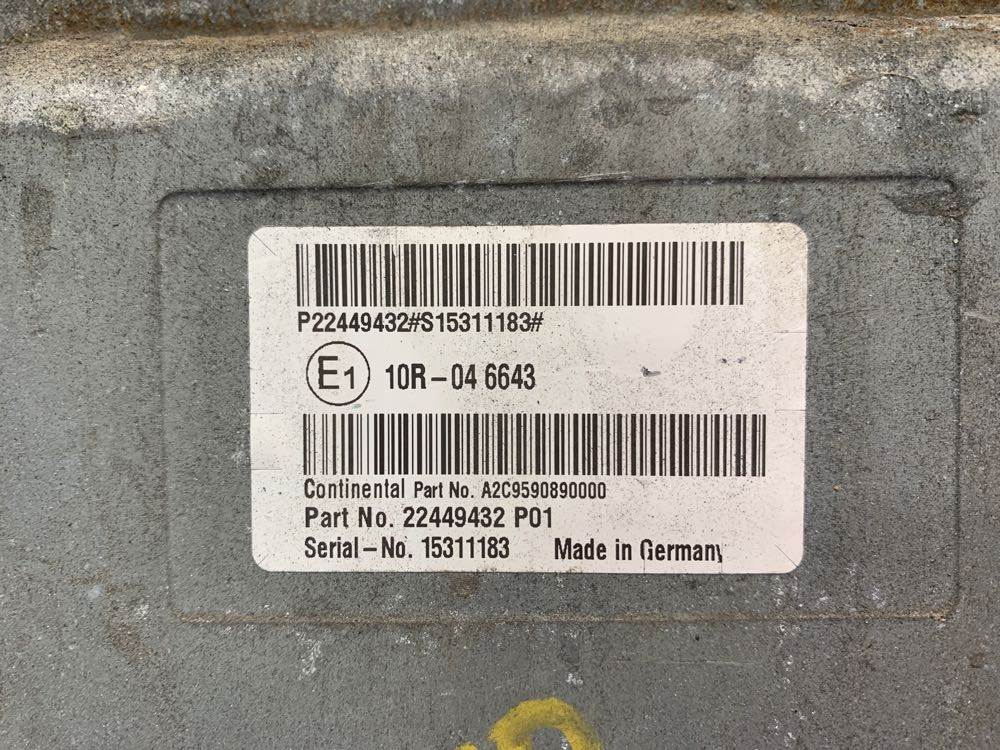 P22449432#S15311183#
E1 10R-04 6643
Continental Part No. A2C9590890000
Part No. 22449432 P01
Serial-No. 15311183 Made in Germany